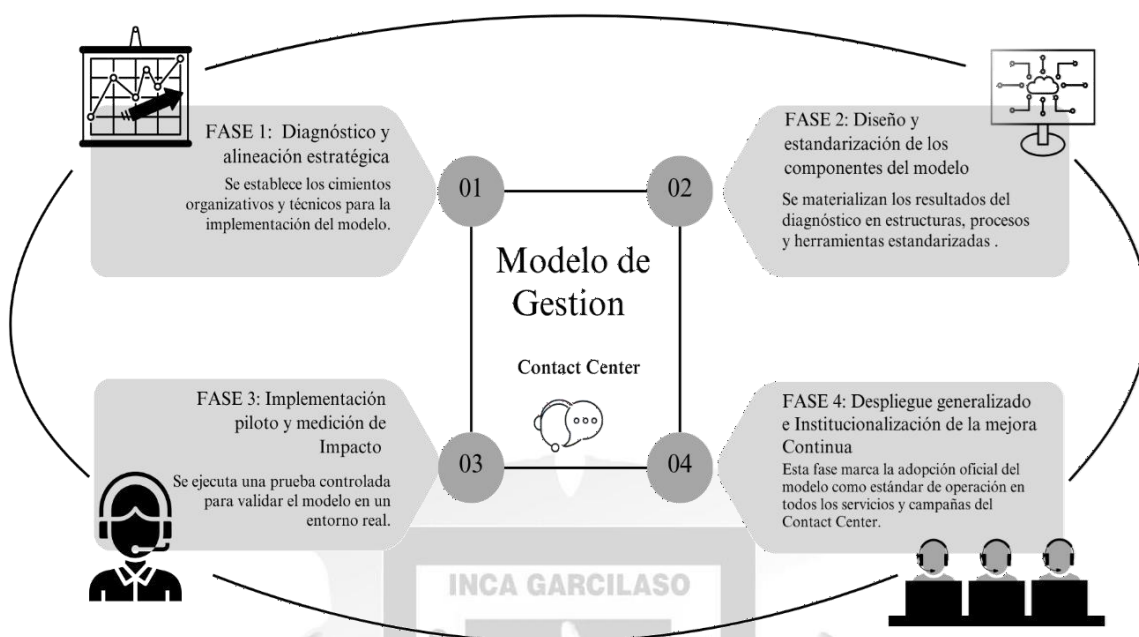 FASE 1: Diagnóstico y
alineación estratégica
Se establece los cimientos
organizativos y técnicos para la
implementación del modelo.
01
02
FASE 2: Diseño y
estandarización de los
componentes del modelo
Se materializan los resultados del
diagnóstico en estructuras, procesos
y herramientas estandarizadas .
Modelo de
Gestion
Contact Center
FASE 3: Implementación
piloto y medición de
Impacto
Se ejecuta una prueba controlada
para validar el modelo en un
entorno real.
03
04
FASE 4: Despliegue generalizado
e Institucionalización de la mejora
Continua
Esta fase marca la adopción oficial del
modelo como estándar de operación en
todos los servicios y campañas del
Contact Center.
INCA GARCILASO